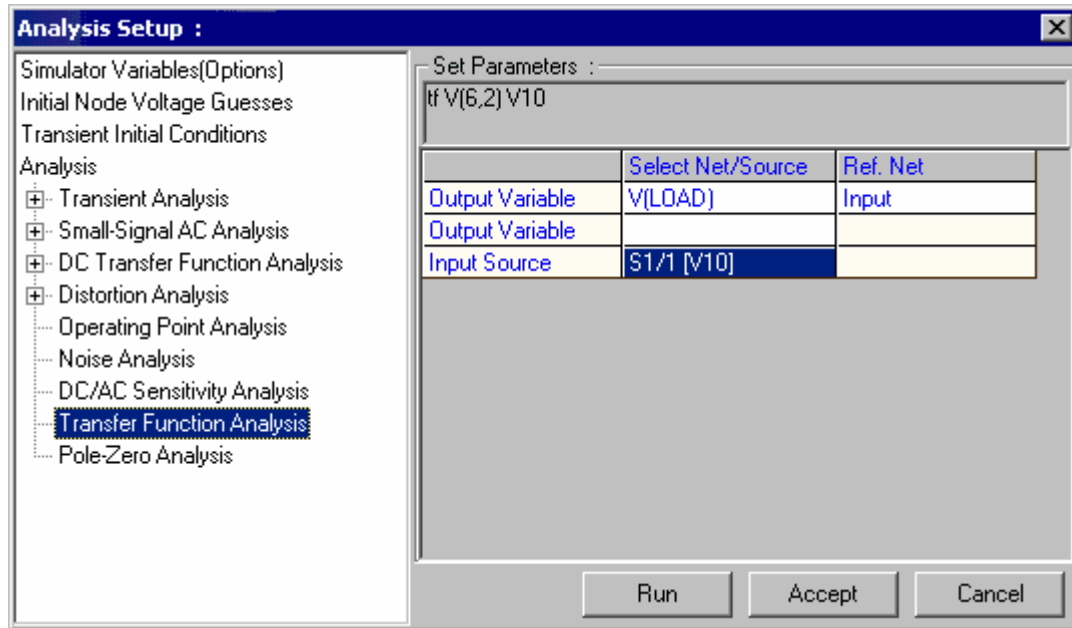 Analysis Setup :
Simulator Variables(Options)
Initial Node Voltage Guesses
Transient Initial Conditions
Analysis
Transient Analysis
Small-Signal AC Analysis
DC Transfer Function Analysis
Distortion Analysis
Operating Point Analysis
Noise Analysis
DC/AC Sensitivity Analysis
Transfer Function Analysis
Pole-Zero Analysis
Set Parameters :
tf V(6,2) V10
Select Net/Source Ref. Net
Output Variable V(LOAD) Input
Output Variable
Input Source S1/1 [V10]
Run Accept Cancel